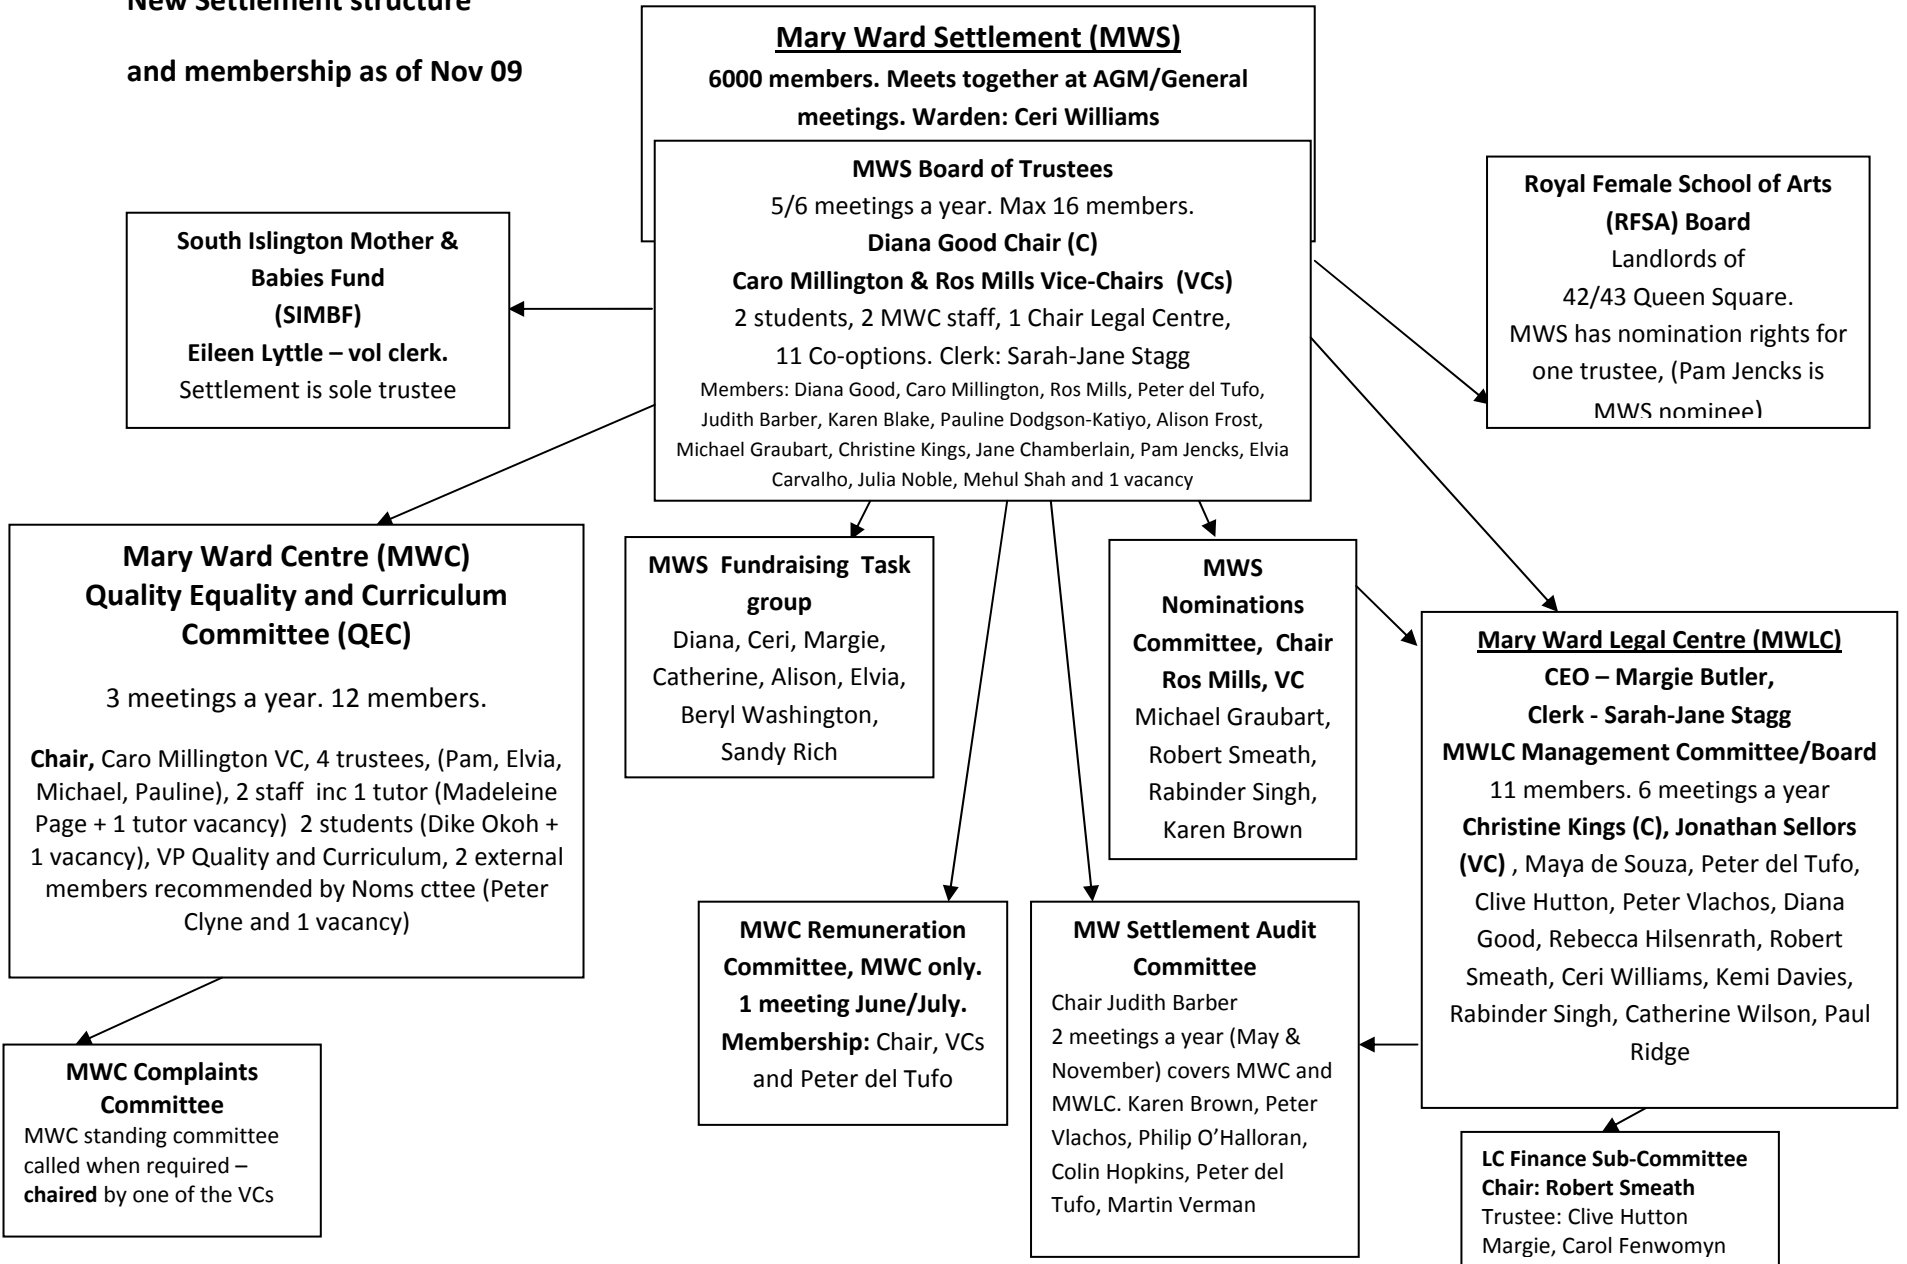 New Settlement structure
and membership as of Nov 09
Mary Ward Settlement (MWS)
6000 members. Meets together at AGM/General
meetings. Warden: Ceri Williams
MWS Board of Trustees
5/6 meetings a year. Max 16 members.
Diana Good Chair (C)
Caro Millington & Ros Mills Vice-Chairs (VCs)
2 students, 2 MWC staff, 1 Chair Legal Centre,
11 Co-options. Clerk: Sarah-Jane Stagg
Members: Diana Good, Caro Millington, Ros Mills, Peter del Tufo,
Judith Barber, Karen Blake, Pauline Dodgson-Katiyo, Alison Frost,
Michael Graubart, Christine Kings, Jane Chamberlain, Pam Jencks, Elvia
Carvalho, Julia Noble, Mehul Shah and 1 vacancy
South Islington Mother &
Babies Fund
(SIMBF)
Eileen Lyttle – vol clerk.
Settlement is sole trustee
Royal Female School of Arts
(RFSA) Board
Landlords of
42/43 Queen Square.
MWS has nomination rights for
one trustee, (Pam Jencks is
MWS nominee)
Mary Ward Centre (MWC)
Quality Equality and Curriculum
Committee (QEC)
3 meetings a year. 12 members.
Chair, Caro Millington VC, 4 trustees, (Pam, Elvia,
Michael, Pauline), 2 staff inc 1 tutor (Madeleine
Page + 1 tutor vacancy) 2 students (Dike Okoh +
1 vacancy), VP Quality and Curriculum, 2 external
members recommended by Noms cttee (Peter
Clyne and 1 vacancy)
MWS Fundraising Task
group
Diana, Ceri, Margie,
Catherine, Alison, Elvia,
Beryl Washington,
Sandy Rich
MWS
Nominations
Committee, Chair
Ros Mills, VC
Michael Graubart,
Robert Smeath,
Rabinder Singh,
Karen Brown
Mary Ward Legal Centre (MWLC)
CEO – Margie Butler,
Clerk - Sarah-Jane Stagg
MWLC Management Committee/Board
11 members. 6 meetings a year
Christine Kings (C), Jonathan Sellors
(VC) , Maya de Souza, Peter del Tufo,
Clive Hutton, Peter Vlachos, Diana
Good, Rebecca Hilsenrath, Robert
Smeath, Ceri Williams, Kemi Davies,
Rabinder Singh, Catherine Wilson, Paul
Ridge
MWC Complaints
Committee
MWC standing committee
called when required –
chaired by one of the VCs
MWC Remuneration
Committee, MWC only.
1 meeting June/July.
Membership: Chair, VCs
and Peter del Tufo
MW Settlement Audit
Committee
Chair Judith Barber
2 meetings a year (May &
November) covers MWC and
MWLC. Karen Brown, Peter
Vlachos, Philip O’Halloran,
Colin Hopkins, Peter del
Tufo, Martin Verman
LC Finance Sub-Committee
Chair: Robert Smeath
Trustee: Clive Hutton
Margie, Carol Fenwomyn